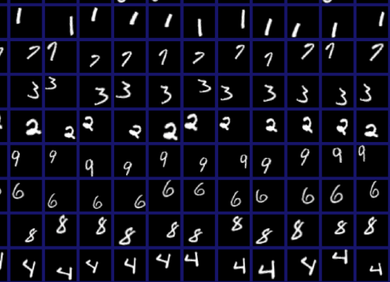 1 1 1 1 1 1 1 1 1 1 1
7 7 7 7 7 7 7 7 7 7 7
3 3 3 3 3 3 3 3 3 3 3
2 2 2 2 2 2 2 2 2 2 2
9 9 9 9 9 9 9 9 9 9 9
6 6 6 6 6 6 6 6 6 6 6
8 8 8 8 8 8 8 8 8 8 8
4 4 4 4 4 4 4 4 4 4 4